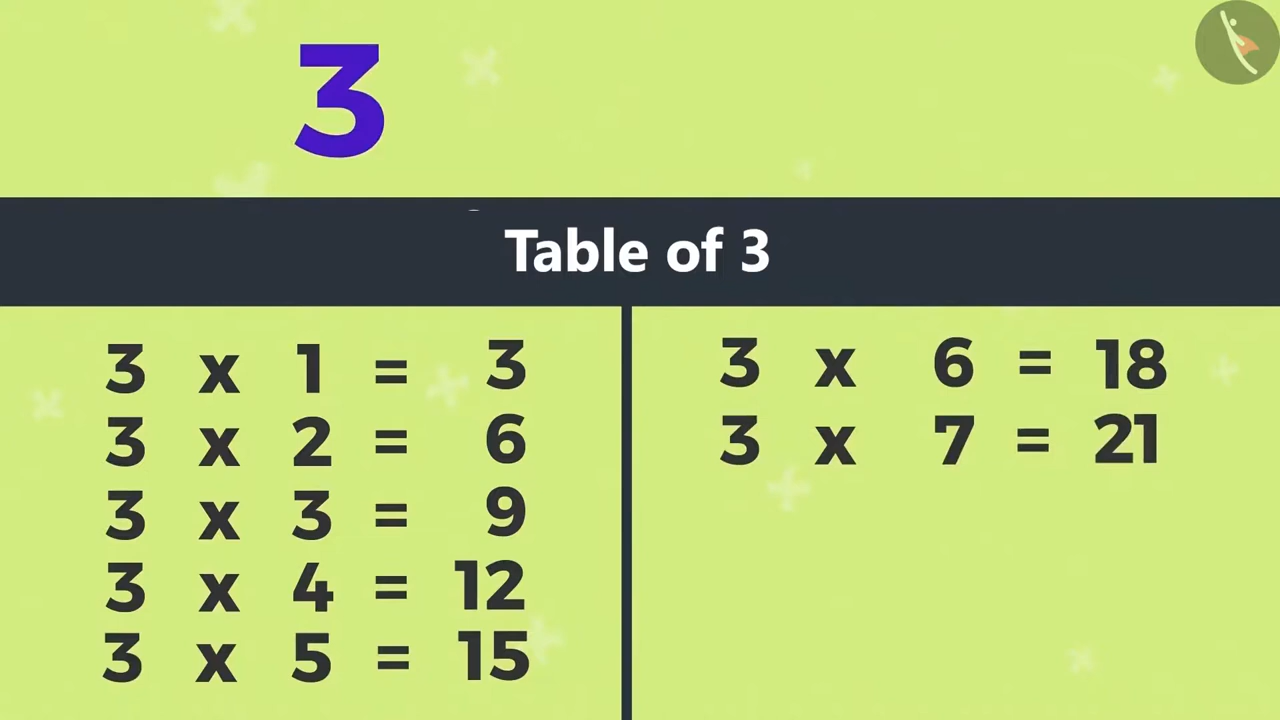 3
Table of 3
3 x 1 = 3
3 x 2 = 6
3 x 3 = 9
3 x 4 = 12
3 x 5 = 15
3 x 6 = 18
3 x 7 = 21